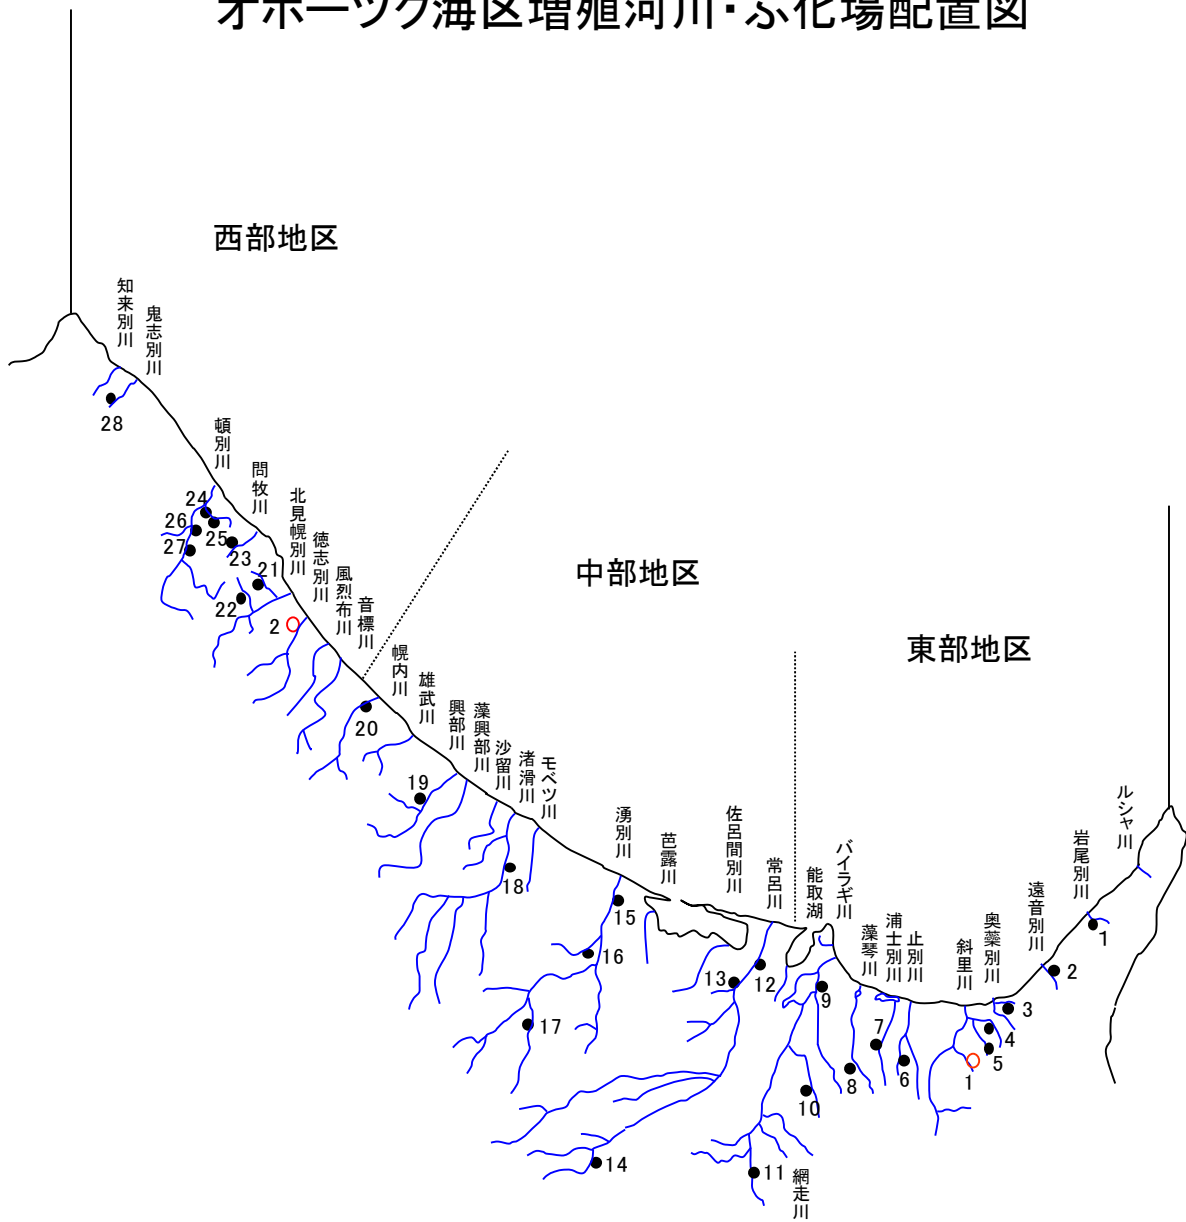 オホーツク海区増殖河川・ふ化場配置図
西部地区
知来別川
鬼志別川
28
頓別川
問牧川
北見幌別川
徳志別川
風烈布川
音標川
24
26
25
27
23
21
22
2
中部地区
幌内川
雄武川
興部川
藻興部川
沙留川
渚滑川
モベツ川
湧別川
芭露川
佐呂間別川
常呂川
20
19
18
15
16
17
13
12
14
東部地区
能取湖
バイラギ川
藻琴川
浦士別川
止別川
斜里川
奥蘂別川
遠音別川
岩尾別川
ルシャ川
1
2
3
4
5
1
6
7
8
9
10
11
網走川